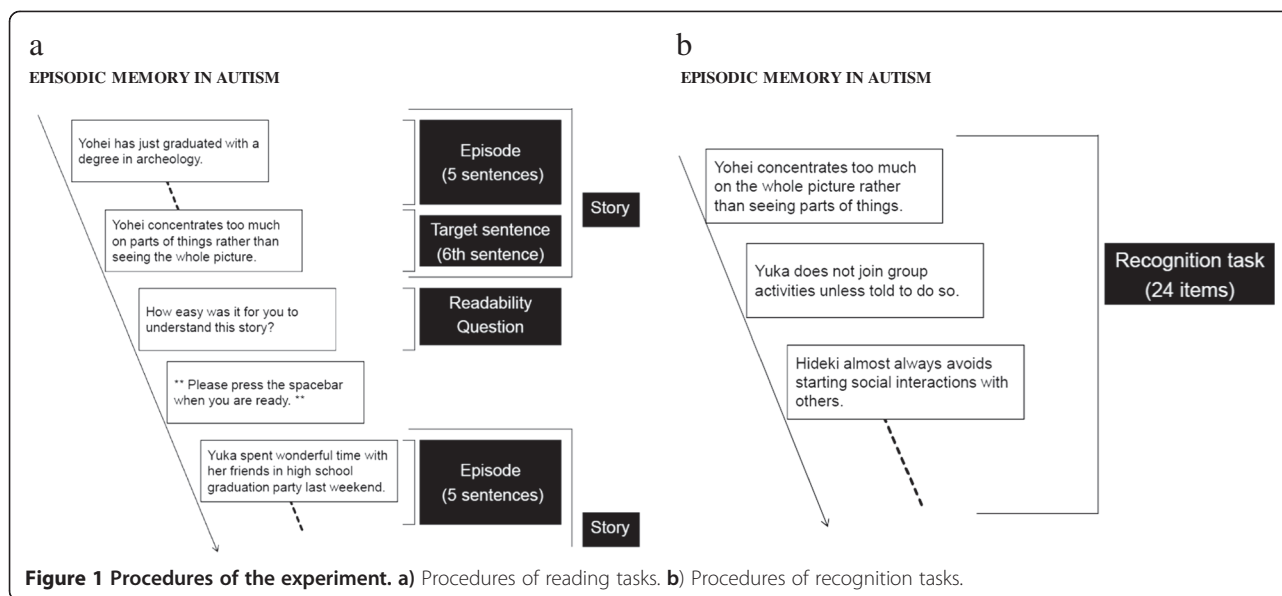 a
EPISODIC MEMORY IN AUTISM
Yohei has just graduated with a
degree in archeology.
Episode
(5 sentences)
Story
Yohei concentrates too much
on parts of things rather than
seeing the whole picture.
Target sentence
(6th sentence)
How easy was it for you to
understand this story?
Readability
Question
** Please press the spacebar
when you are ready. **
Yuka spent wonderful time with
her friends in high school
graduation party last weekend.
Episode
(5 sentences)
Story
b
EPISODIC MEMORY IN AUTISM
Yohei concentrates too much
on the whole picture rather
than seeing parts of things.
Yuka does not join group
activities unless told to do so.
Hideki almost always avoids
starting social interactions with
others.
Recognition task
(24 items)
Figure 1 Procedures of the experiment. a) Procedures of reading tasks. b) Procedures of recognition tasks.